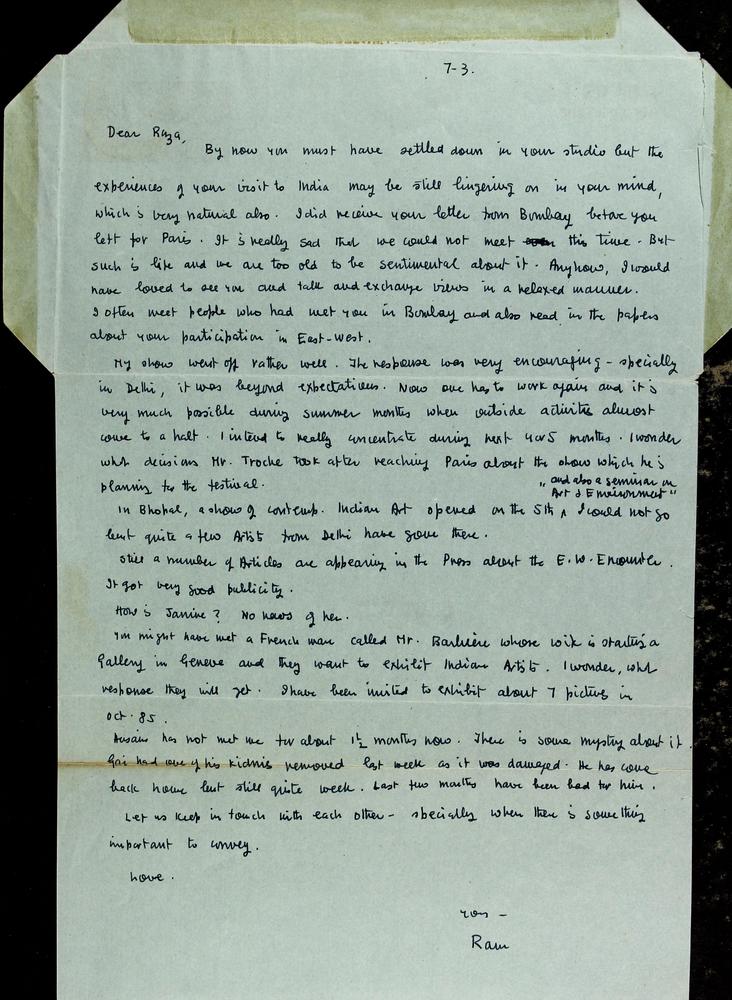 7-3.
Dear Raza,
By now you must have settled down in your studio but the
experiences of your visit to India may be still lingering on in your mind,
which is very natural also. I did receive your letter from Bombay before you
left for Paris. It is really sad that we could not meet this time. But
such is life and we are too old to be sentimental about it. Anyhow, I would
have loved to see you and talk and exchange views in a relaxed manner.
I often meet people who had met you in Bombay and also read in the papers
about your participation in East-West.
My show went off rather well. The response was very encouraging - specially
in Delhi, it was beyond expectations. Now one has to work again and it is
very much possible during summer months when outside activities almost
come to a halt. I intend to really concentrate during next 4 or 5 months. I wonder
what decisions Mr. Troche took after reaching Paris about the show which he is
planning for the festival.
"and also a seminar on
Art & Environment"
In Bhopal, a show of contemp. Indian Art opened on the 5th ^ I could not go
but quite a few Artists from Delhi have gone there.
Still a number of Articles are appearing in the Press about the E.W. Encounter.
It got very good publicity.
How is Janine? No news of her.
You might have met a French man called Mr. Barbière whose wife is starting a
Gallery in Geneve and they want to exhibit Indian Artists. I wonder, what
response they will get. I have been invited to exhibit about 7 pictures in
Oct. 85.
Husain has not met me for about 1½ months now. There is some mystery about it.
had one of his kidnis removed last week as it was damaged. He has come
back home but still quite week. Last two months have been bad for him.
Let us keep in touch with each other - specially when there is something
important to convey.
Love.
yours -
Ram